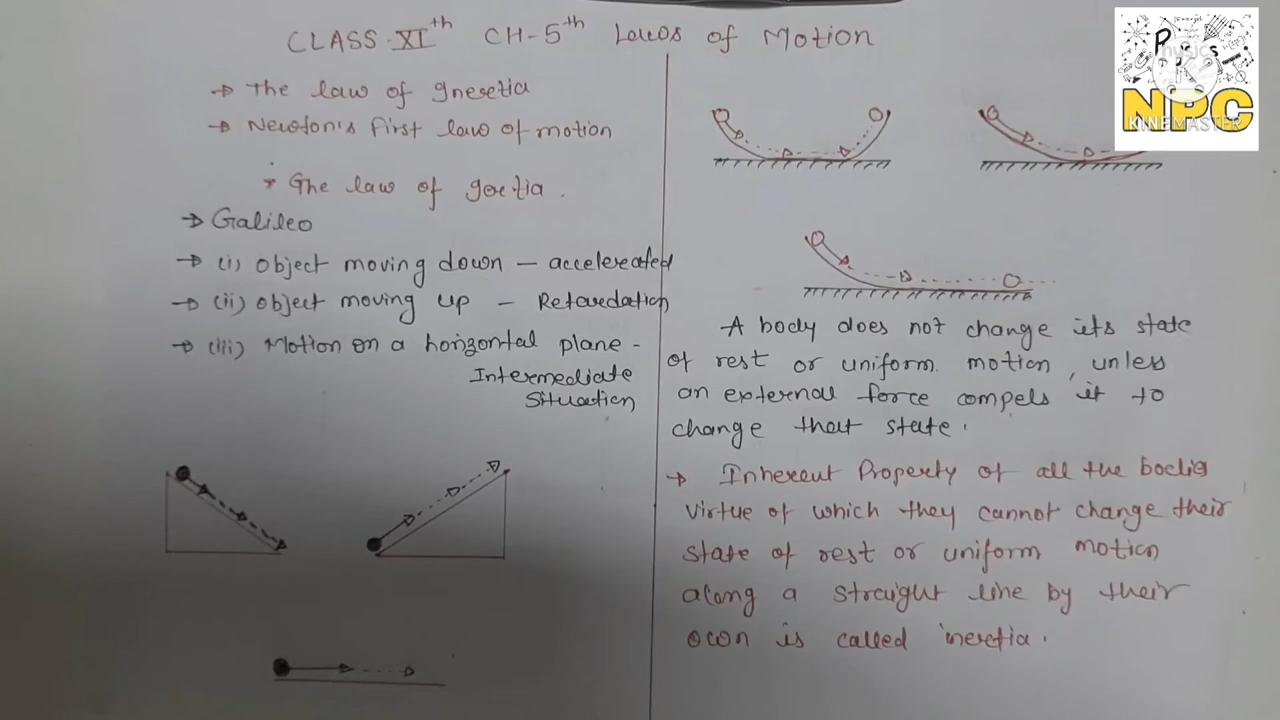 CLASS-XIth CH-5th Laws of Motion
→ The law of Inertia
→ Newton's First law of motion
* The law of Iertia.
→ Galileo
→ (i) Object moving down - accelerated
→ (ii) Object moving up - Retardation
→ (iii) Motion on a horizontal plane -
Intermediate
Situation
A body does not change its state
of rest or uniform motion, unless
an external force compels it to
change that state.
→ Inherent Property of all the bodies
virtue of which they cannot change their
state of rest or uniform motion
along a straight line by their
own is called inertia.
Physics
NPC
KINEMASTER